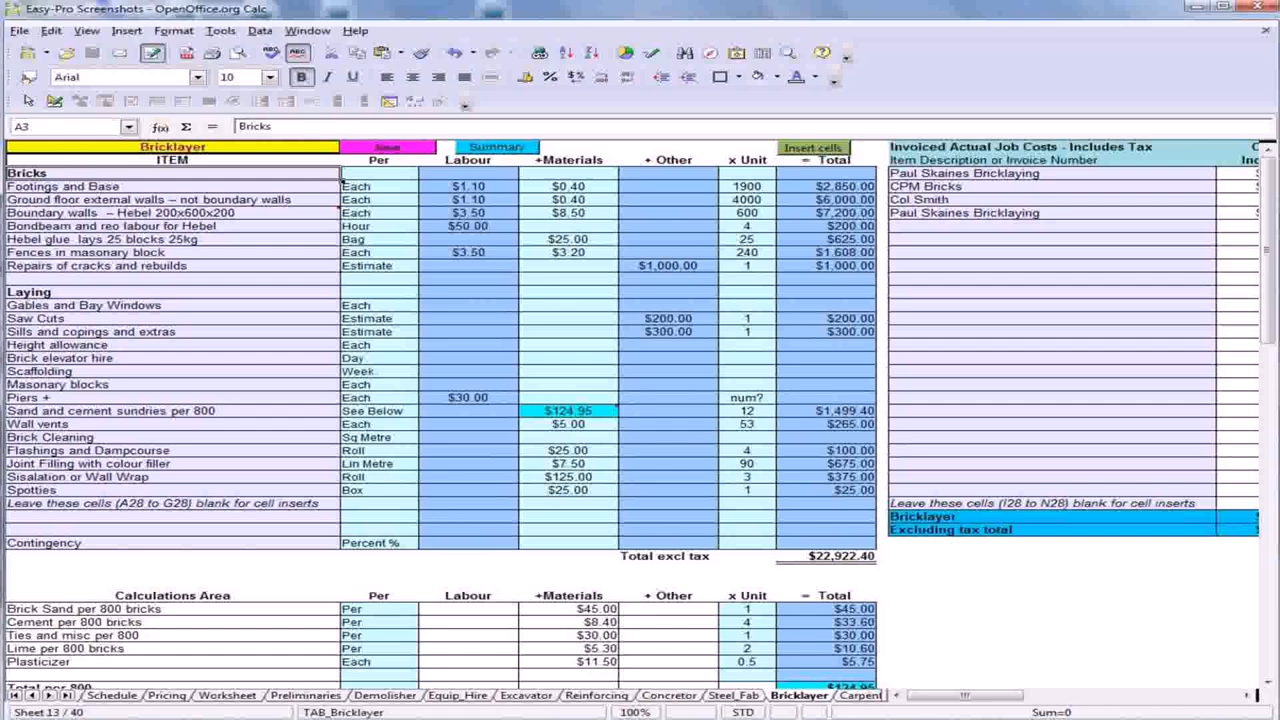 Easy-Pro Screenshots - OpenOffice.org Calc
File Edit View Insert Format Tools Data Window Help
Arial 10
A3 Bricks
Bricklayer Summary Insert cells Invoiced Actual Job Costs - Includes Tax
ITEM Per Labour +Materials + Other x Unit = Total Item Description or Invoice Number
Bricks Paul Skaines Bricklaying
Footings and Base Each $1.10 $0.40 1900 $2,850.00 CPM Bricks
Ground floor external walls – not boundary walls Each $1.10 $0.40 4000 $6,000.00 Col Smith
Boundary walls – Hebel 200x600x200 Each $3.50 $8.50 600 $7,200.00 Paul Skaines Bricklaying
Bondbeam and reo labour for Hebel Hour $50.00 4 $200.00
Hebel glue lays 25 blocks 25kg Bag $25.00 25 $625.00
Fences in masonary block Each $3.50 $3.20 240 $1,608.00
Repairs of cracks and rebuilds Estimate $1,000.00 1 $1,000.00
Laying
Gables and Bay Windows Each
Saw Cuts Estimate $200.00 1 $200.00
Sills and copings and extras Estimate $300.00 1 $300.00
Height allowance Each
Brick elevator hire Day
Scaffolding Week
Masonary blocks Each
Piers + Each $30.00 num?
Sand and cement sundries per 800 See Below $124.95 12 $1,499.40
Wall vents Each $5.00 53 $265.00
Brick Cleaning Sq Metre
Flashings and Dampcourse Roll $25.00 4 $100.00
Joint Filling with colour filler Lin Metre $7.50 90 $675.00
Sisalation or Wall Wrap Roll $125.00 3 $375.00
Spotties Box $25.00 1 $25.00
Leave these cells (A28 to G28) blank for cell inserts Leave these cells (I28 to N28) blank for cell inserts
Bricklayer
Excluding tax total
Contingency Percent %
Total excl tax $22,922.40
Calculations Area Per Labour +Materials + Other x Unit = Total
Brick Sand per 800 bricks Per $45.00 1 $45.00
Cement per 800 bricks Per $8.40 4 $33.60
Ties and misc per 800 Per $30.00 1 $30.00
Lime per 800 bricks Per $5.30 2 $10.60
Plasticizer Each $11.50 0.5 $5.75
Total per 800 $124.95
Schedule Pricing Worksheet Preliminaries Demolisher Equip_Hire Excavator Reinforcing Concretor Steel_Fab Bricklayer Carpent
Sheet 13 / 40 TAB_Bricklayer 100% STD Sum=0